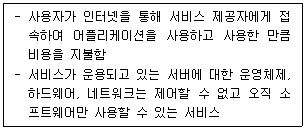 - 사용자가 인터넷을 통해 서비스 제공자에게 접
속하여 어플리케이션을 사용하고 사용한 만큼
비용을 지불함
- 서비스가 운용되고 있는 서버에 대한 운영체제,
하드웨어, 네트워크는 제어할 수 없고 오직 소
프트웨어만 사용할 수 있는 서비스